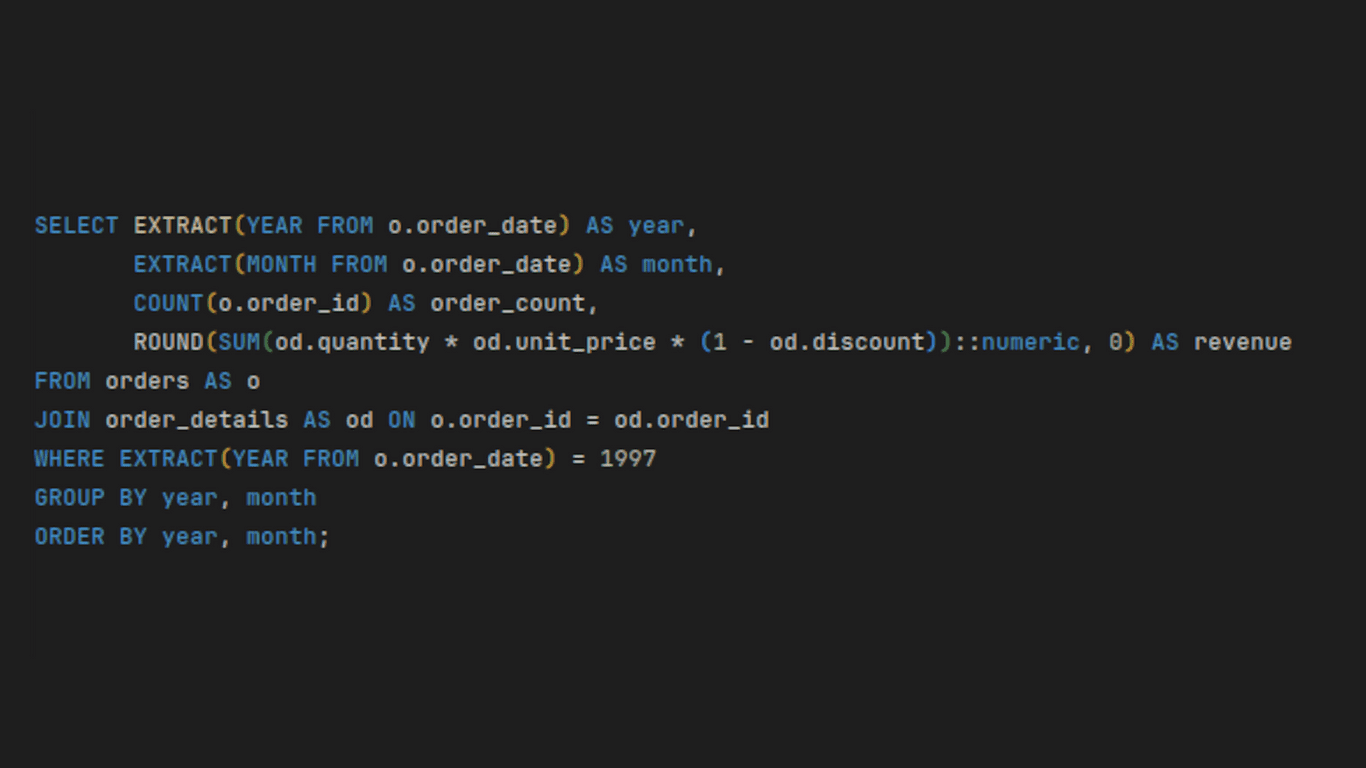 SELECT EXTRACT(YEAR FROM o.order_date) AS year,
EXTRACT(MONTH FROM o.order_date) AS month,
COUNT(o.order_id) AS order_count,
ROUND(SUM(od.quantity * od.unit_price * (1 - od.discount))::numeric, 0) AS revenue
FROM orders AS o
JOIN order_details AS od ON o.order_id = od.order_id
WHERE EXTRACT(YEAR FROM o.order_date) = 1997
GROUP BY year, month
ORDER BY year, month;